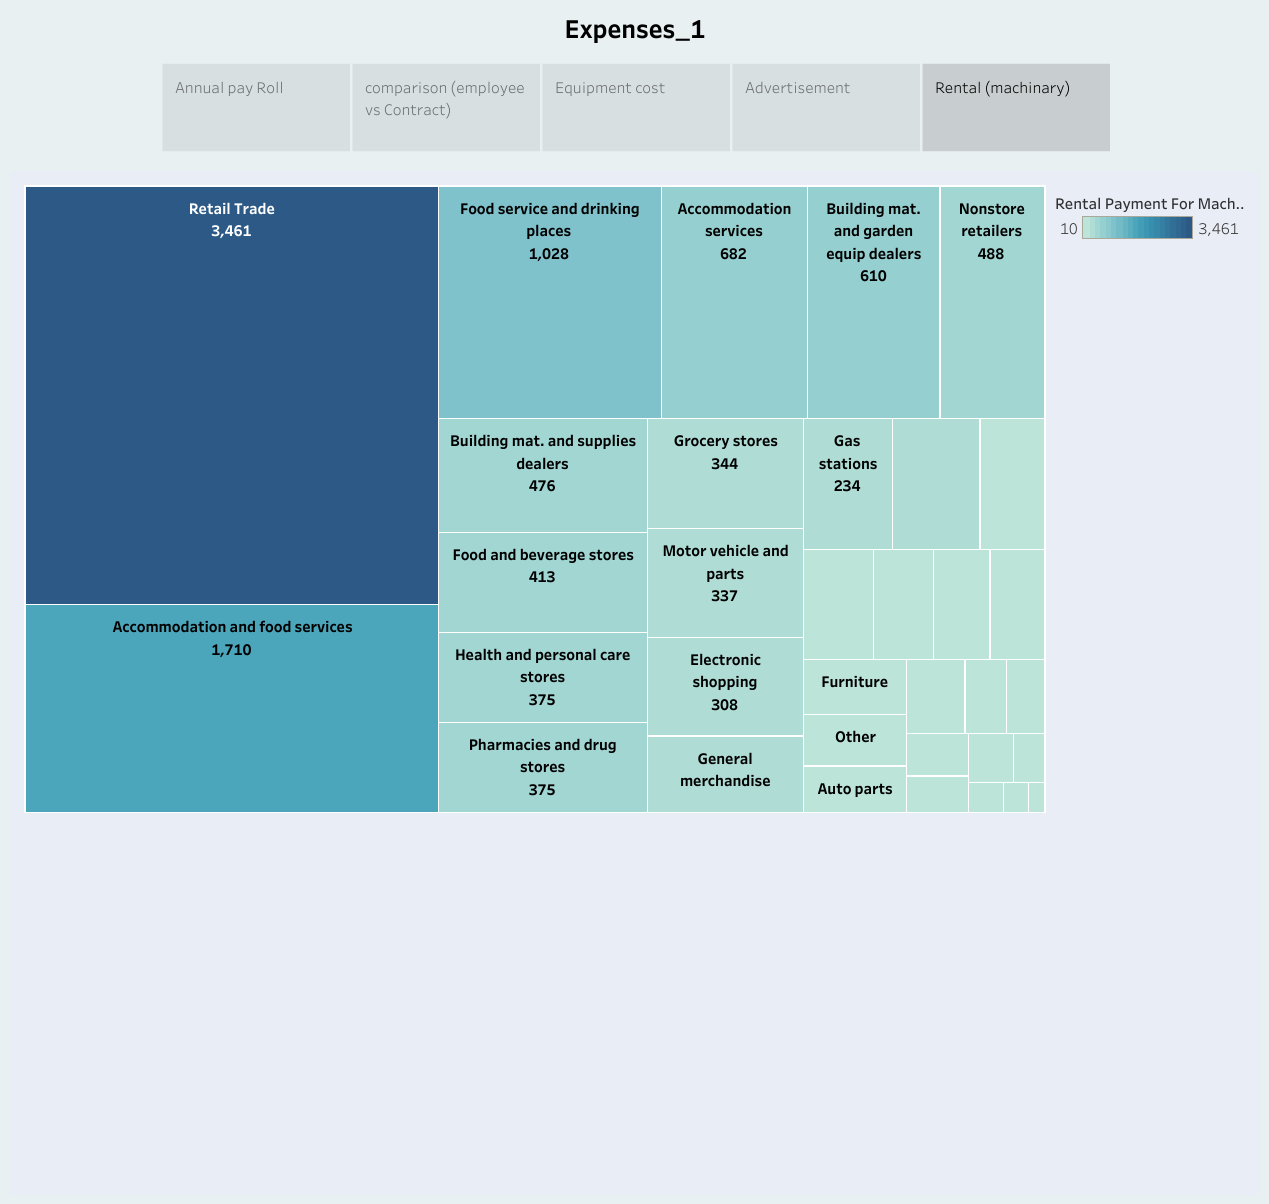 Expenses_1
Annual pay Roll
comparison (employee
vs Contract)
Equipment cost
Advertisement
Rental (machinary)
Retail Trade
3,461
Food service and drinking
places
1,028
Accommodation
services
682
Building mat.
and garden
equip dealers
610
Nonstore
retailers
488
Rental Payment For Mach..
10
3,461
Building mat. and supplies
dealers
476
Grocery stores
344
Gas
stations
234
Food and beverage stores
413
Motor vehicle and
parts
337
Accommodation and food services
1,710
Health and personal care
stores
375
Electronic
shopping
308
Furniture
Pharmacies and drug
stores
375
General
merchandise
Other
Auto parts